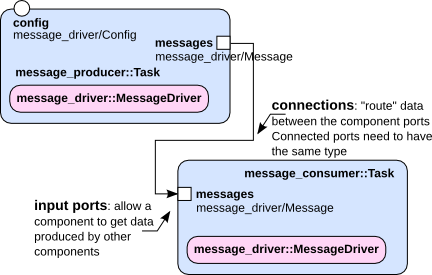 config
message_driver/Config
messages
message_driver/Message
message_producer::Task
message_driver::MessageDriver
connections: "route" data
between the component ports
Connected ports need to have
the same type
message_consumer::Task
messages
message_driver/Message
input ports: allow a
component to get data
produced by other
components
message_driver::MessageDriver